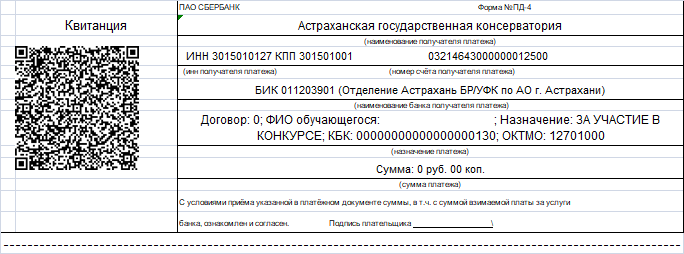 ПАО СБЕРБАНК Форма №ПД-4
Квитанция
Астраханская государственная консерватория
(наименование получателя платежа)
ИНН 3015010127 КПП 301501001 03214643000000012500
(инн получателя платежа) (номер счёта получателя платежа)
БИК 011203901 (Отделение Астрахань БР/УФК по АО г. Астрахани)
(наименование банка получателя платежа)
Договор: 0; ФИО обучающегося: ; Назначение: ЗА УЧАСТИЕ В
КОНКУРСЕ; КБК: 00000000000000000130; ОКТМО: 12701000
(назначение платежа)
Сумма: 0 руб. 00 коп.
(сумма платежа)
С условиями приёма указанной в платёжном документе суммы, в т.ч. с суммой взимаемой платы за услуги
банка, ознакомлен и согласен. Подпись плательщика ____________________\